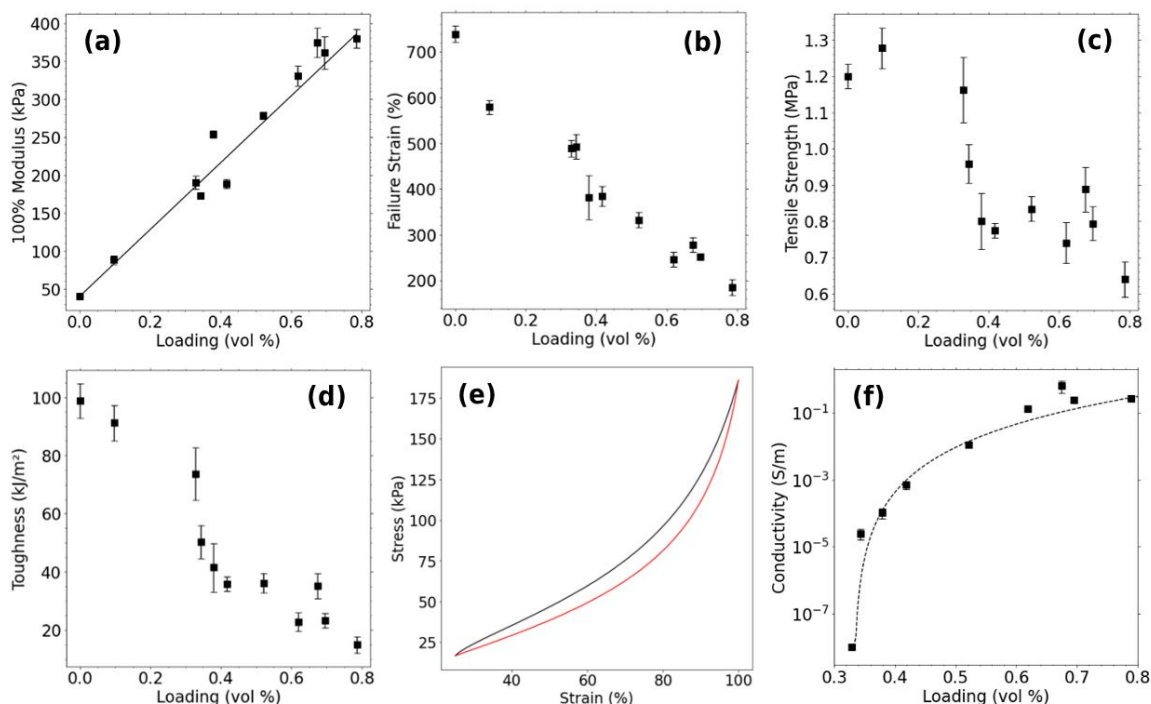 (a)
400
350
300
250
200
150
100
50
100% Modulus (kPa)
0.0 0.2 0.4 0.6 0.8
Loading (vol %)
(b)
700
600
500
400
300
200
Failure Strain (%)
0.0 0.2 0.4 0.6 0.8
Loading (vol %)
(c)
1.3
1.2
1.1
1.0
0.9
0.8
0.7
0.6
Tensile Strength (MPa)
0.0 0.2 0.4 0.6 0.8
Loading (vol %)
(d)
100
80
60
40
20
Toughness (kJ/m²)
0.0 0.2 0.4 0.6 0.8
Loading (vol %)
(e)
175
150
125
100
75
50
25
Stress (kPa)
40 60 80 100
Strain (%)
(f)
10⁻¹
10⁻³
10⁻⁵
10⁻⁷
Conductivity (S/m)
0.3 0.4 0.5 0.6 0.7 0.8
Loading (vol %)